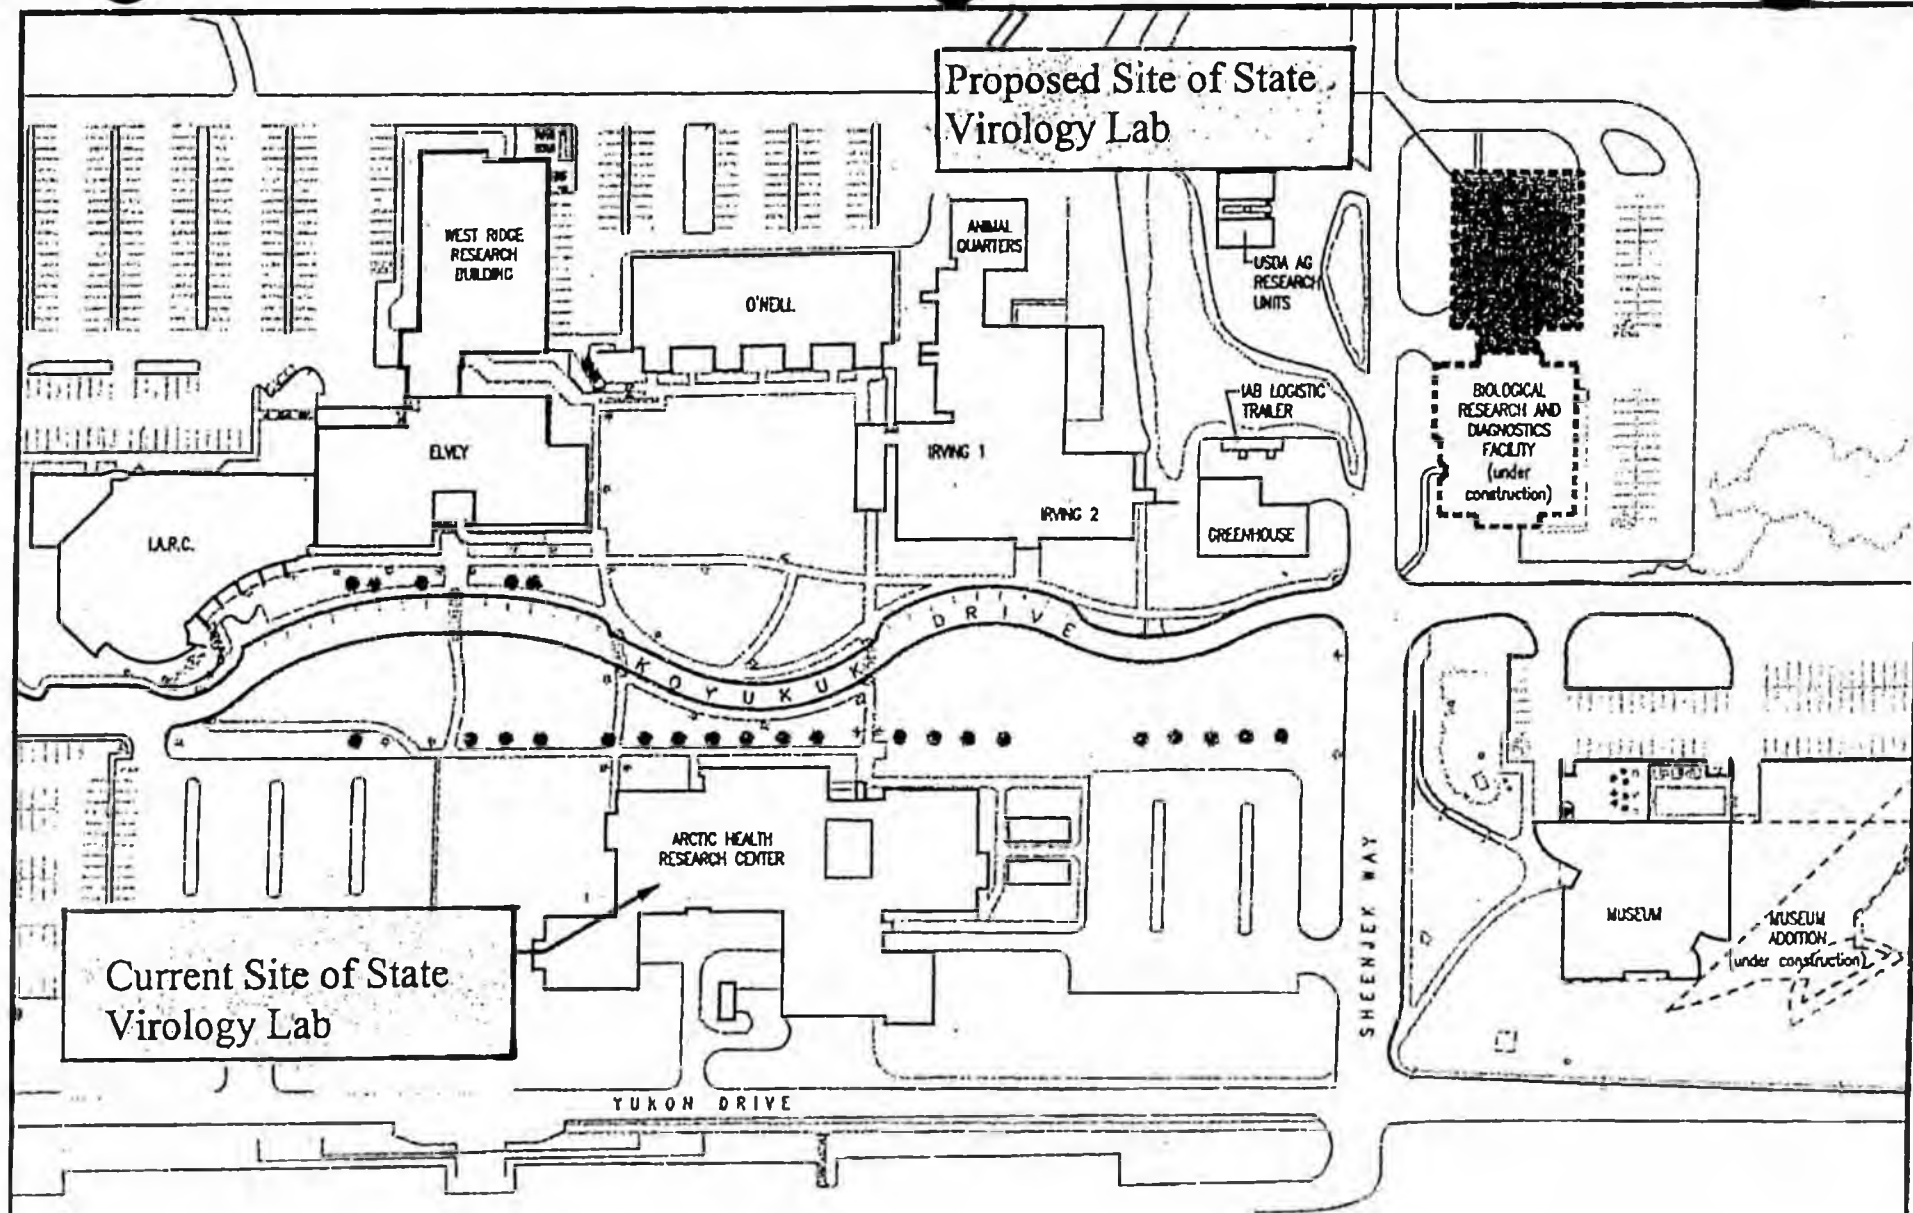 Proposed Site of State
Virology Lab
WEST RIDGE
RESEARCH
BUILDING
ANIMAL
QUARTERS
USDA AG
RESEARCH
UNITS
O'NEILL
IAB LOGISTIC
TRAILER
BIOLOGICAL
RESEARCH AND
DIAGNOSTICS
FACILITY
(under
construction)
ELVEY
IRVING 1
IRVING 2
GREENHOUSE
I.A.R.C.
KOYUKUK DRIVE
ARCTIC HEALTH
RESEARCH CENTER
SHEENJEK WAY
MUSEUM
MUSEUM
ADDITION
(under construction)
Current Site of State
Virology Lab
YUKON DRIVE